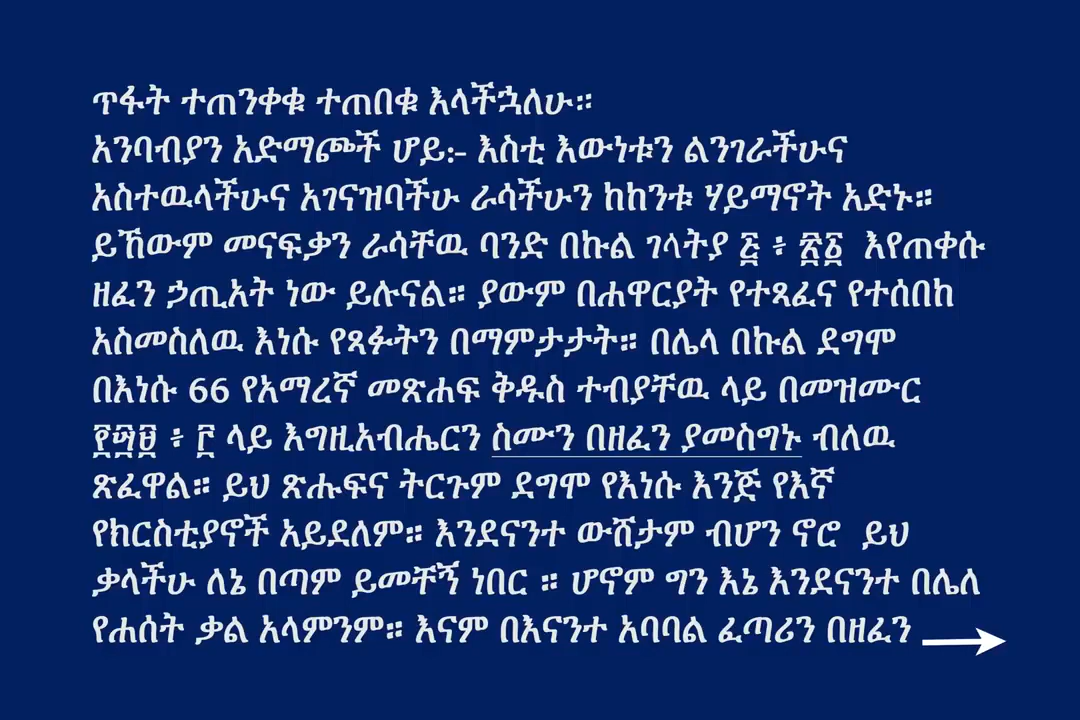 ጥፋት ተጠንቀቁ ተጠበቁ እላችኋለሁ።
አንባብያን አድማጮች ሆይ፡- እስቲ እውነቱን ልንገራችሁና
አስተዉላችሁና አገናዝባችሁ ራሳችሁን ከከንቱ ሃይማኖት አድኑ።
ይኸውም መናፍቃን ራሳቸዉ ባንድ በኩል ገላትያ ፭ ፥ ፳፩ እየጠቀሱ
ዘፈን ኃጢአት ነው ይሉናል። ያውም በሐዋርያት የተጻፈና የተሰበከ
አስመስለዉ እነሱ የጻፉትን በማምታታት። በሌላ በኩል ደግሞ
በእነሱ 66 የአማረኛ መጽሐፍ ቅዱስ ተብያቸዉ ላይ በመዝሙር
፻፵፱ ፥ ፫ ላይ እግዚአብሔርን ስሙን በዘፈን ያመስግኑ ብለዉ
ጽፈዋል። ይህ ጽሑፍና ትርጉም ደግሞ የእነሱ እንጅ የእኛ
የክርስቲያኖች አይደለም። እንደናንተ ውሸታም ብሆን ኖሮ ይህ
ቃላችሁ ለኔ በጣም ይመቸኝ ነበር ። ሆኖም ግን እኔ እንደናንተ በሌለ
የሐሰት ቃል አላምንም። እናም በእናንተ አባባል ፈጣሪን በዘፈን